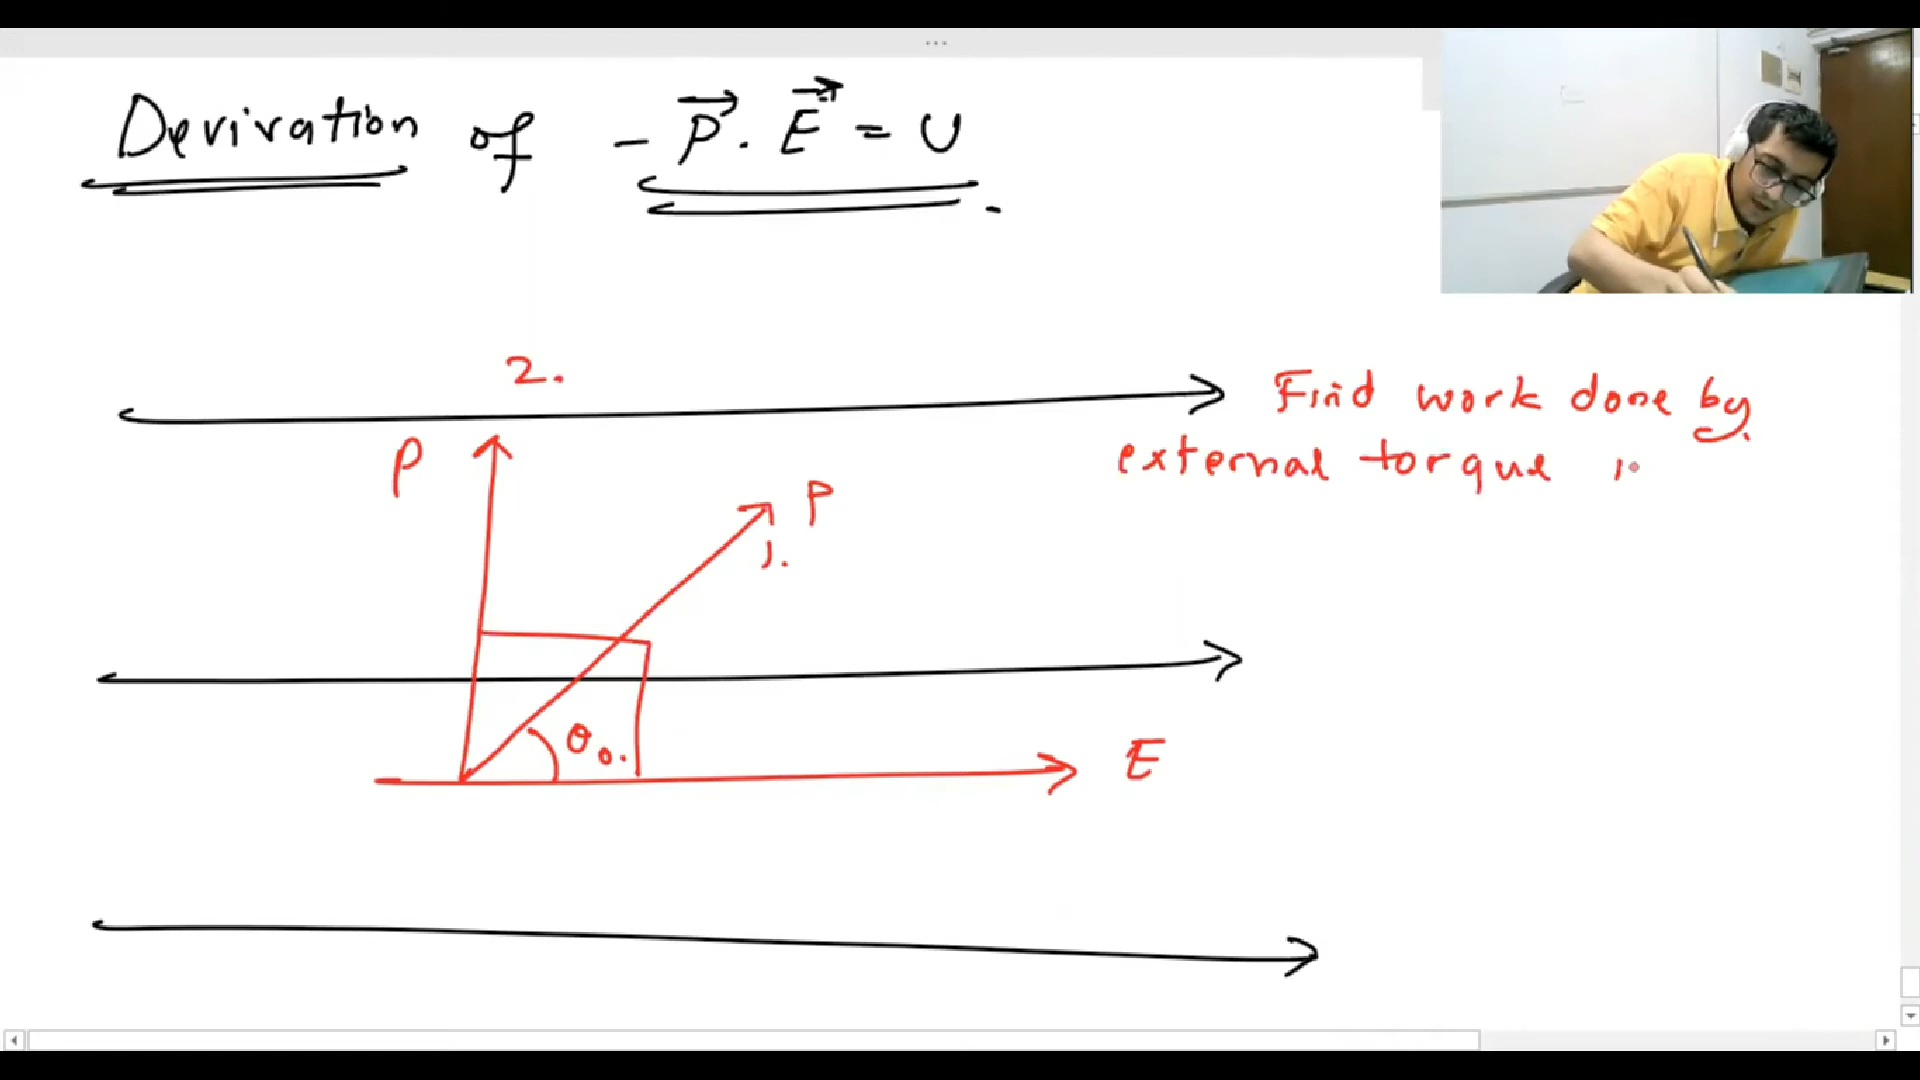 Derivation of -P⃗. E⃗ = U.
2.
Find work done by
P
external torque
P
1.
θ₀.
E